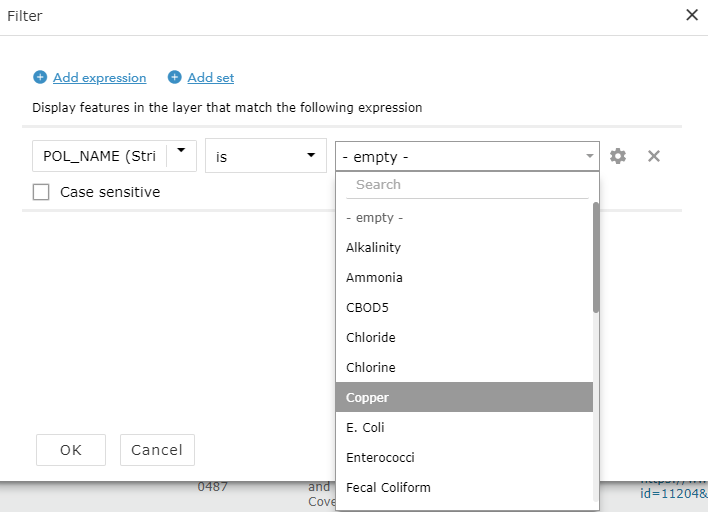 Filter
Add expression Add set
Display features in the layer that match the following expression
POL_NAME (Stri is - empty -
Case sensitive
Search
- empty -
Alkalinity
Ammonia
CBOD5
Chloride
Chlorine
Copper
E. Coli
Enterococci
Fecal Coliform
OK Cancel
0487 and id=11204&
Cove